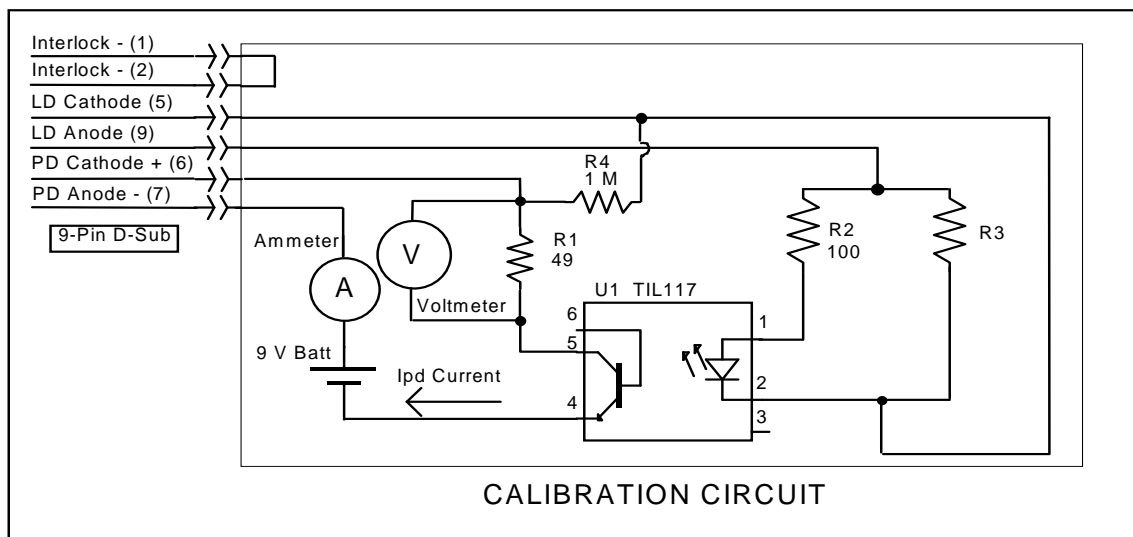 Interlock - (1)
Interlock - (2)
LD Cathode (5)
LD Anode (9)
PD Cathode + (6)
PD Anode - (7)
9-Pin D-Sub
R4
1 M
Ammeter
A
V
R1
49
Voltmeter
R2
100
R3
U1 TIL117
6
5
4
1
2
3
9 V Batt
Ipd Current
CALIBRATION CIRCUIT